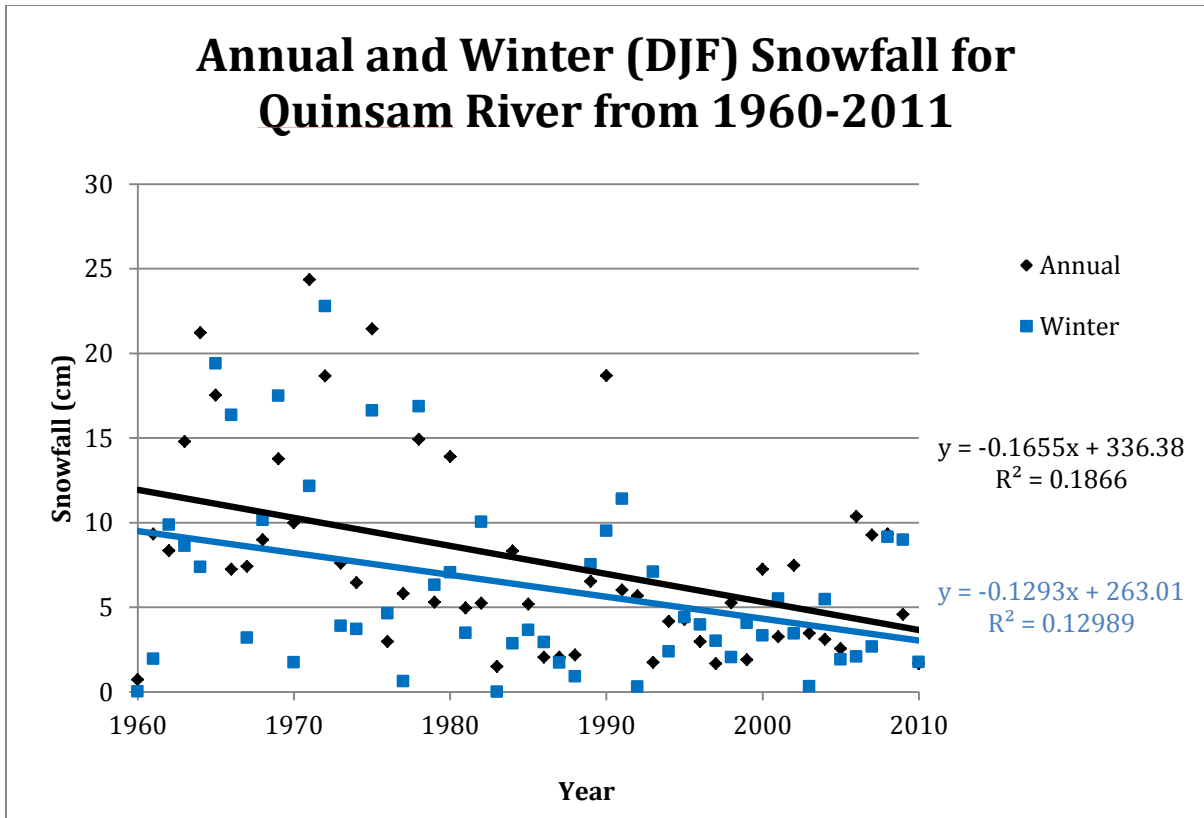 Annual and Winter (DJF) Snowfall for
Quinsam River from 1960-2011
30
25
20
15
10
5
0
Snowfall (cm)
1960 1970 1980 1990 2000 2010
Year
Annual
Winter
y = -0.1655x + 336.38
R² = 0.1866
y = -0.1293x + 263.01
R² = 0.12989